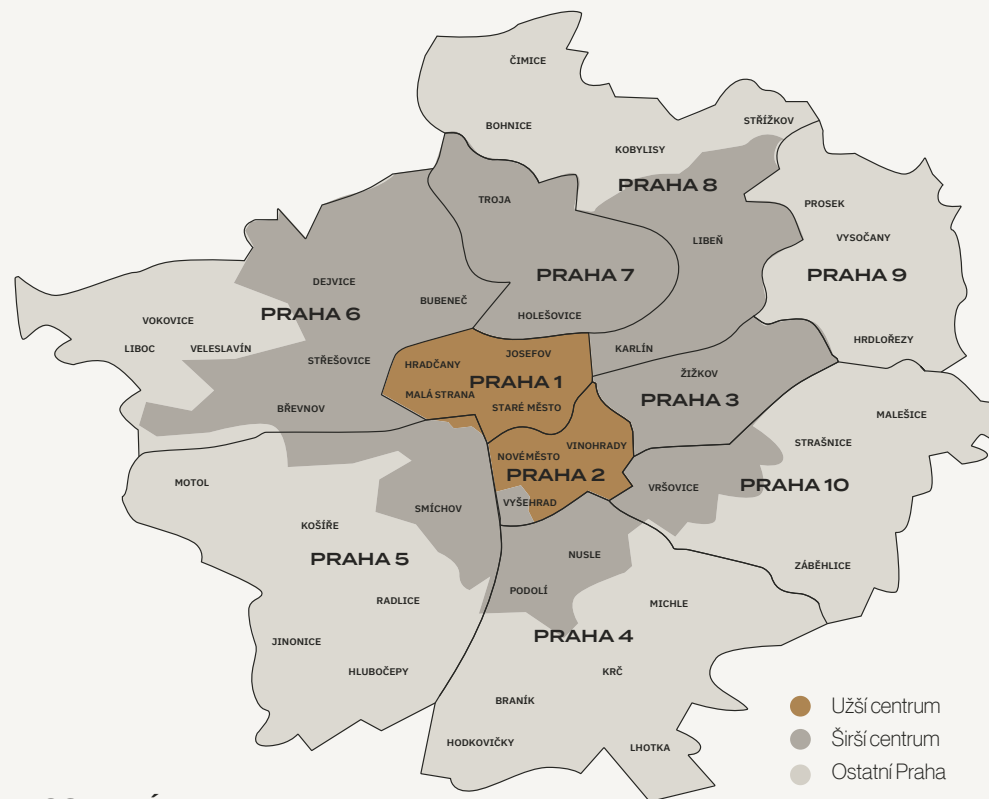 ČIMICE
STŘÍŽKOV
BOHNICE
KOBYLISY
PRAHA 8
TROJA
PROSEK
LIBEŇ
VYSOČANY
PRAHA 7
PRAHA 9
DEJVICE
BUBENEČ
PRAHA 6
HOLEŠOVICE
VOKOVICE
HRDLOŘEZY
LIBOC
VELESLAVÍN
KARLÍN
JOSEFOV
STŘEŠOVICE
HRADČANY
ŽIŽKOV
PRAHA 1
MALÁ STRANA
PRAHA 3
STARÉ MĚSTO
BŘEVNOV
MALEŠICE
STRAŠNICE
VINOHRADY
NOVÉ MĚSTO
PRAHA 2
MOTOL
VRŠOVICE
PRAHA 10
VYŠEHRAD
SMÍCHOV
KOŠÍŘE
NUSLE
PRAHA 5
ZÁBĚHLICE
PODOLÍ
RADLICE
MICHLE
PRAHA 4
JINONICE
HLUBOČEPY
KRČ
BRANÍK
Užší centrum
Širší centrum
HODKOVIČKY
LHOTKA
Ostatní Praha